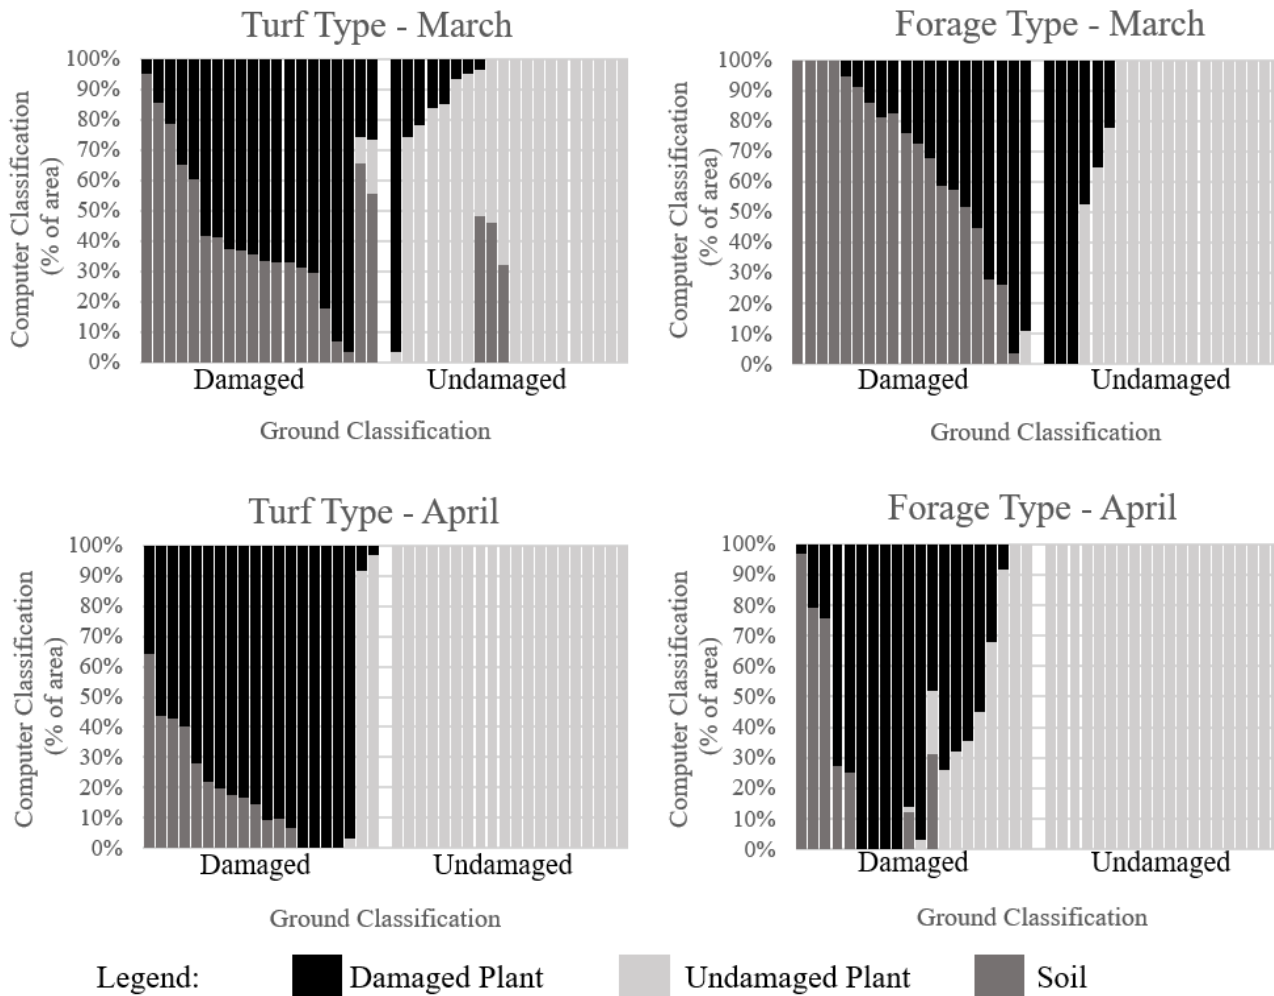 Turf Type - March
Computer Classification
(% of area)
100%
90%
80%
70%
60%
50%
40%
30%
20%
10%
0%
Damaged Undamaged
Ground Classification
Forage Type - March
Computer Classification
(% of area)
100%
90%
80%
70%
60%
50%
40%
30%
20%
10%
0%
Damaged Undamaged
Ground Classification
Turf Type - April
Computer Classification
(% of area)
100%
90%
80%
70%
60%
50%
40%
30%
20%
10%
0%
Damaged Undamaged
Ground Classification
Forage Type - April
Computer Classification
(% of area)
100%
90%
80%
70%
60%
50%
40%
30%
20%
10%
0%
Damaged Undamaged
Ground Classification
Legend: Damaged Plant Undamaged Plant Soil